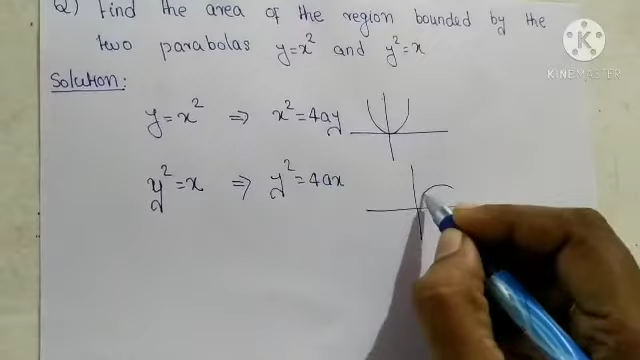 Q) Find the area of the region bounded by the
two parabolas y=x² and y²=x
Solution:
y=x² ⇒ x²=4ay
y²=x ⇒ y²=4ax
KINEMASTER